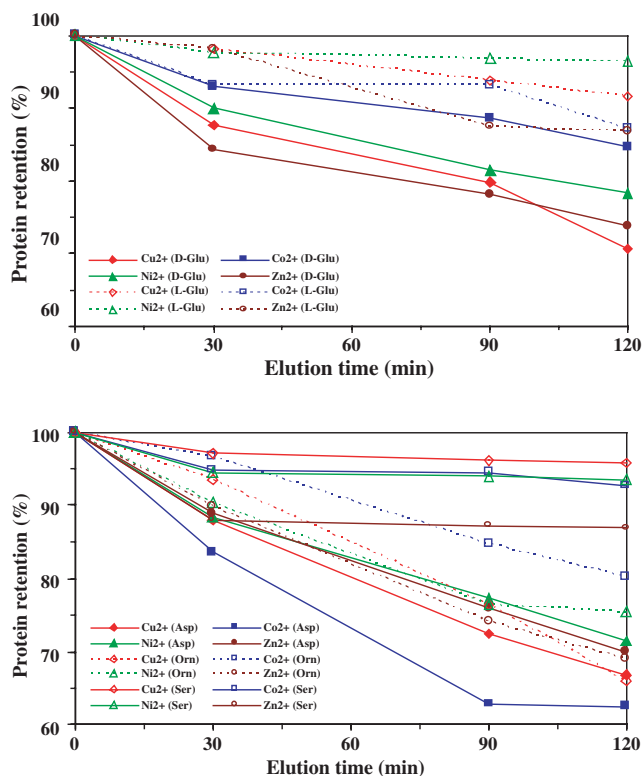 100
90
80
70
60
Protein retention (%)
Cu2+ (D-Glu) Co2+ (D-Glu)
Ni2+ (D-Glu) Zn2+ (D-Glu)
Cu2+ (L-Glu) Co2+ (L-Glu)
Ni2+ (L-Glu) Zn2+ (L-Glu)
0 30 60 90 120
Elution time (min)
100
90
80
70
60
Protein retention (%)
Cu2+ (Asp) Co2+ (Asp)
Ni2+ (Asp) Zn2+ (Asp)
Cu2+ (Orn) Co2+ (Orn)
Ni2+ (Orn) Zn2+ (Orn)
Cu2+ (Ser) Co2+ (Ser)
Ni2+ (Ser) Zn2+ (Ser)
0 30 60 90 120
Elution time (min)